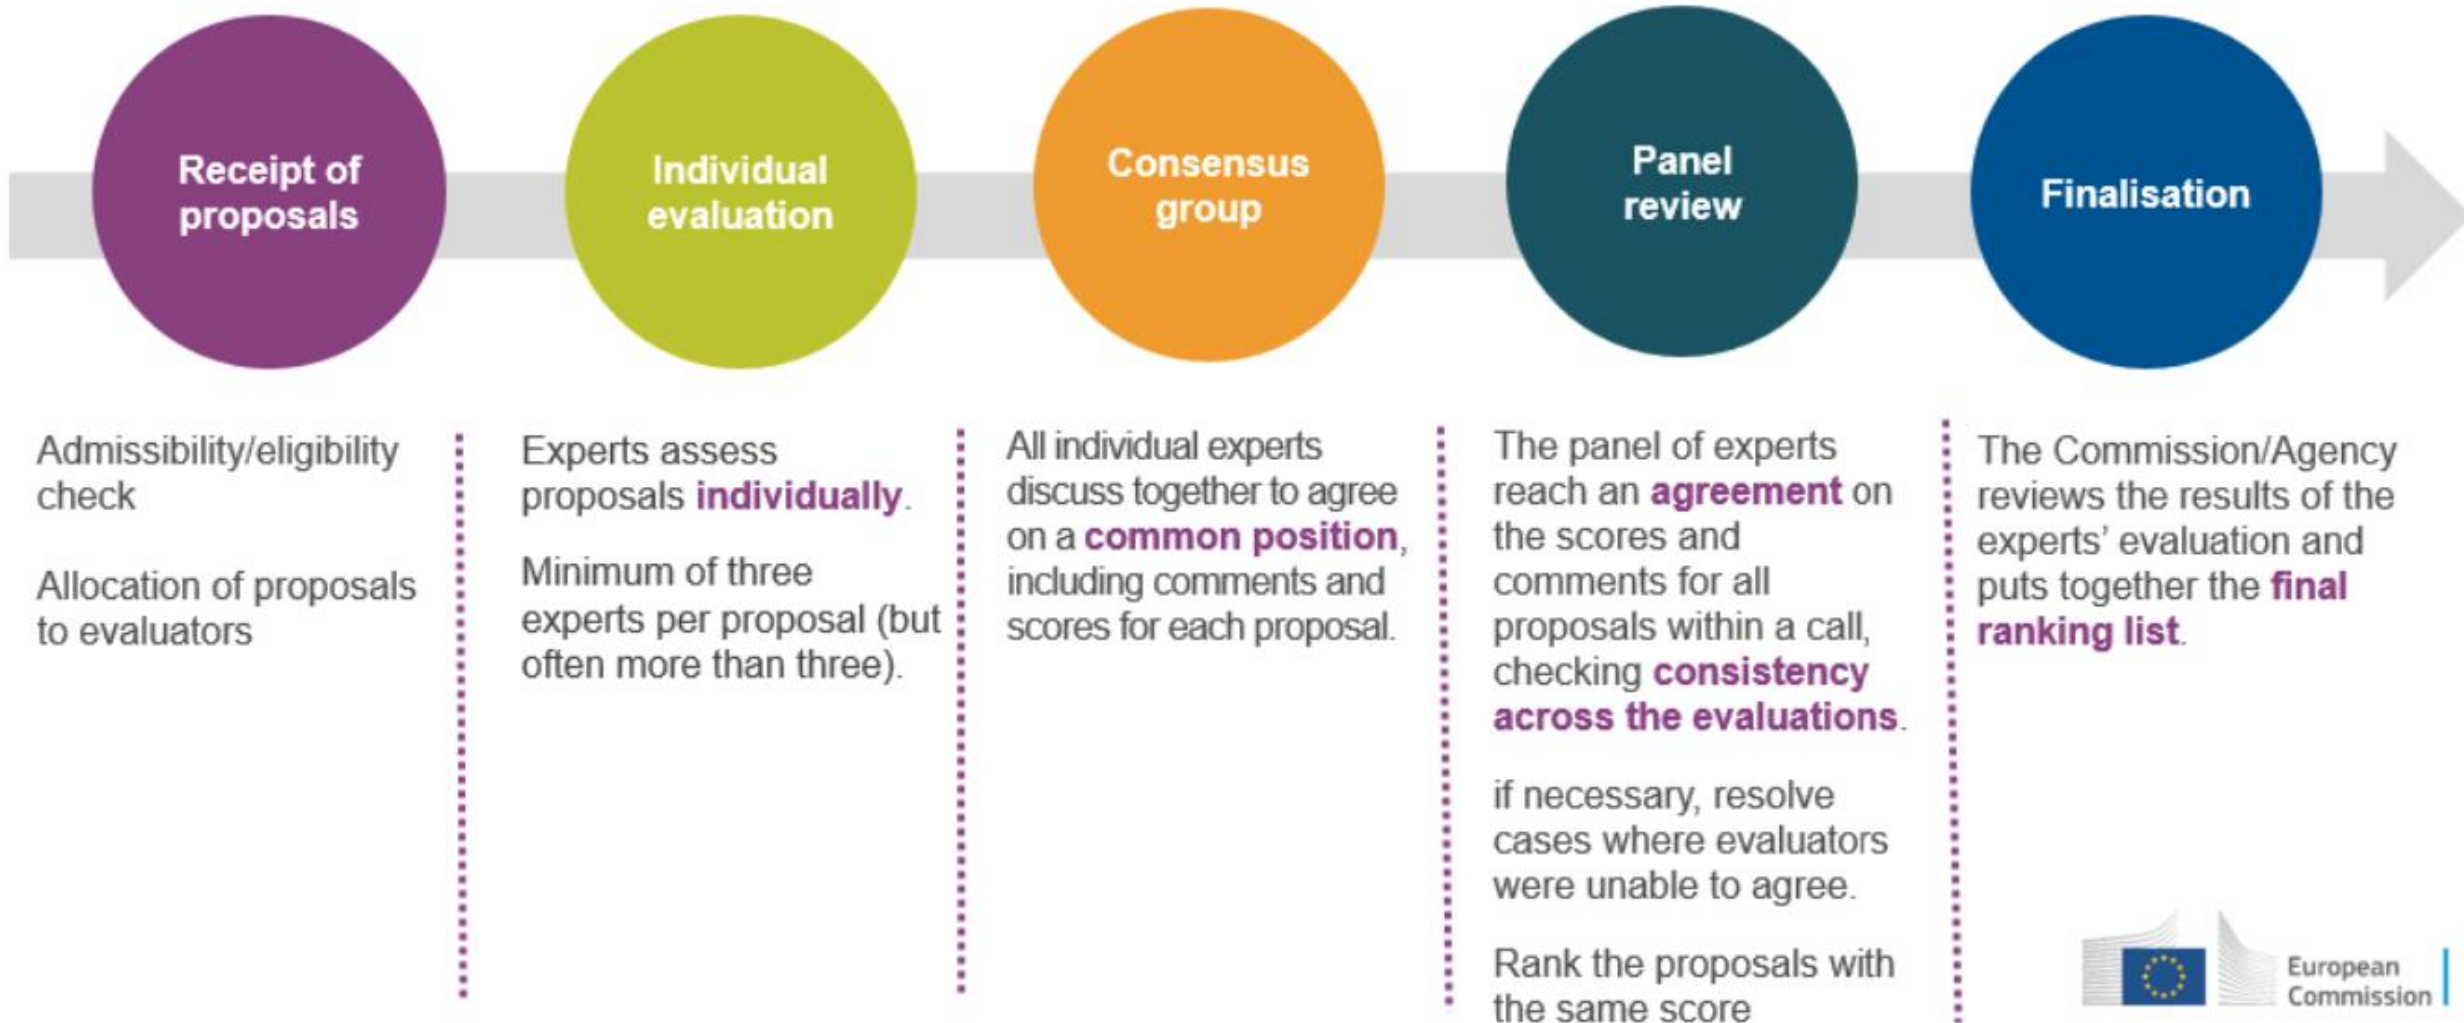 Receipt of
proposals
Individual
evaluation
Consensus
group
Panel
review
Finalisation
Admissibility/eligibility
check
Allocation of proposals
to evaluators
Experts assess
proposals individually.
Minimum of three
experts per proposal (but
often more than three).
All individual experts
discuss together to agree
on a common position,
including comments and
scores for each proposal.
The panel of experts
reach an agreement on
the scores and
comments for all
proposals within a call,
checking consistency
across the evaluations.
if necessary, resolve
cases where evaluators
were unable to agree.
Rank the proposals with
the same score
The Commission/Agency
reviews the results of the
experts’ evaluation and
puts together the final
ranking list.
European
Commission